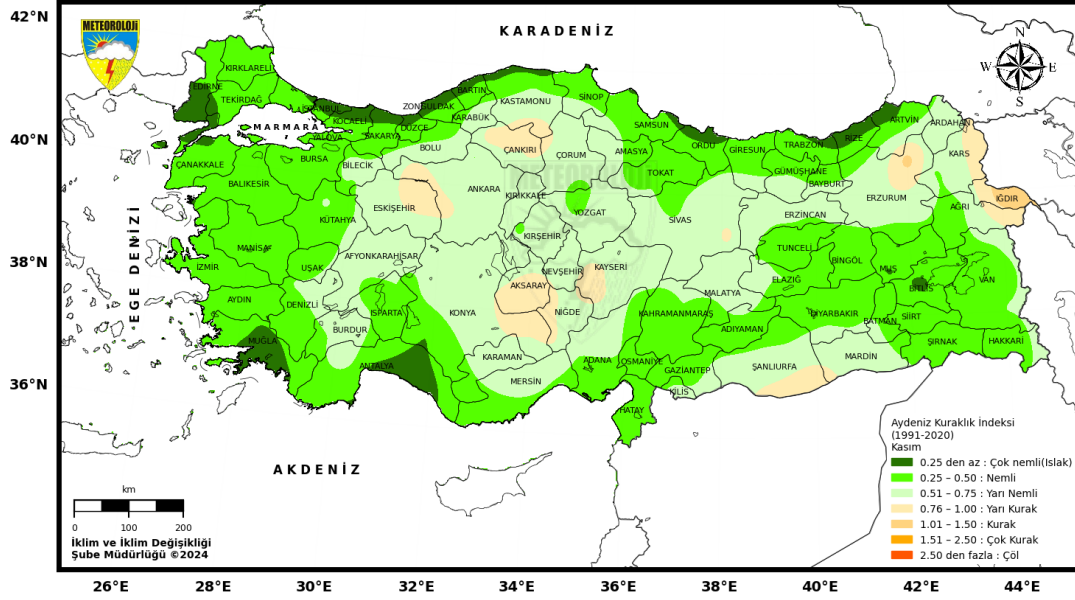 42°N
40°N
38°N
36°N
METEOROLOJİ
KARADENİZ
W E
S
KIRKLARELİ
EDİRNE
TEKİRDAĞ
İSTANBUL
KOCAELİ
MARMARA
YALOVA
SAKARYA
DÜZCE
ZONGULDAK
BARTIN
KARABÜK
KASTAMONU
SİNOP
SAMSUN
ORDU
GİRESUN
TRABZON
RİZE
ARTVİN
ARDAHAN
KARS
ÇANAKKALE
BURSA
BİLECİK
BOLU
ÇANKIRI
ÇORUM
AMASYA
TOKAT
GÜMÜŞHANE
BAYBURT
ERZURUM
AĞRI
IĞDIR
BALIKESİR
KÜTAHYA
ESKİŞEHİR
ANKARA
KIRIKKALE
YOZGAT
SİVAS
ERZİNCAN
METEOROLOJİ
EGE DENİZİ
MANİSA
İZMİR
UŞAK
AFYONKARAHİSAR
KIRŞEHİR
NEVŞEHİR
KAYSERİ
TUNCELİ
BİNGÖL
MUŞ
BİTLİS
VAN
ELAZIĞ
MALATYA
AYDIN
DENİZLİ
ISPARTA
BURDUR
KONYA
AKSARAY
NİĞDE
KAHRAMANMARAŞ
ADIYAMAN
DİYARBAKIR
BATMAN
SİİRT
ŞIRNAK
HAKKARİ
MUĞLA
ANTALYA
KARAMAN
MERSİN
ADANA
OSMANİYE
GAZİANTEP
KİLİS
ŞANLIURFA
MARDİN
HATAY
AKDENİZ
Aydeniz Kuraklık İndeksi
(1991-2020)
Kasım
0.25 den az : Çok nemli(Islak)
0.25 – 0.50 : Nemli
0.51 – 0.75 : Yarı Nemli
0.76 – 1.00 : Yarı Kurak
1.01 – 1.50 : Kurak
1.51 – 2.50 : Çok Kurak
2.50 den fazla : Çöl
km
0 100 200
İklim ve İklim Değişikliği
Şube Müdürlüğü ©2024
26°E 28°E 30°E 32°E 34°E 36°E 38°E 40°E 42°E 44°E